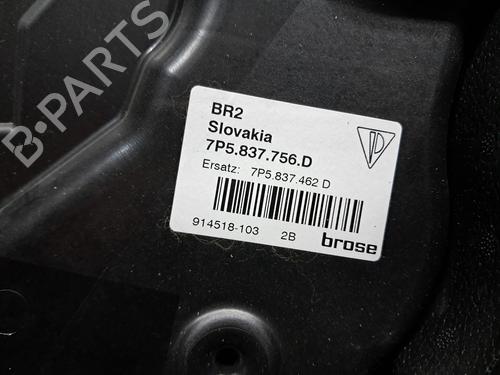 B-PARTS
BR2
Slovakia
7P5.837.756.D
Ersatz: 7P5.837.462 D
914518-103 2B brose